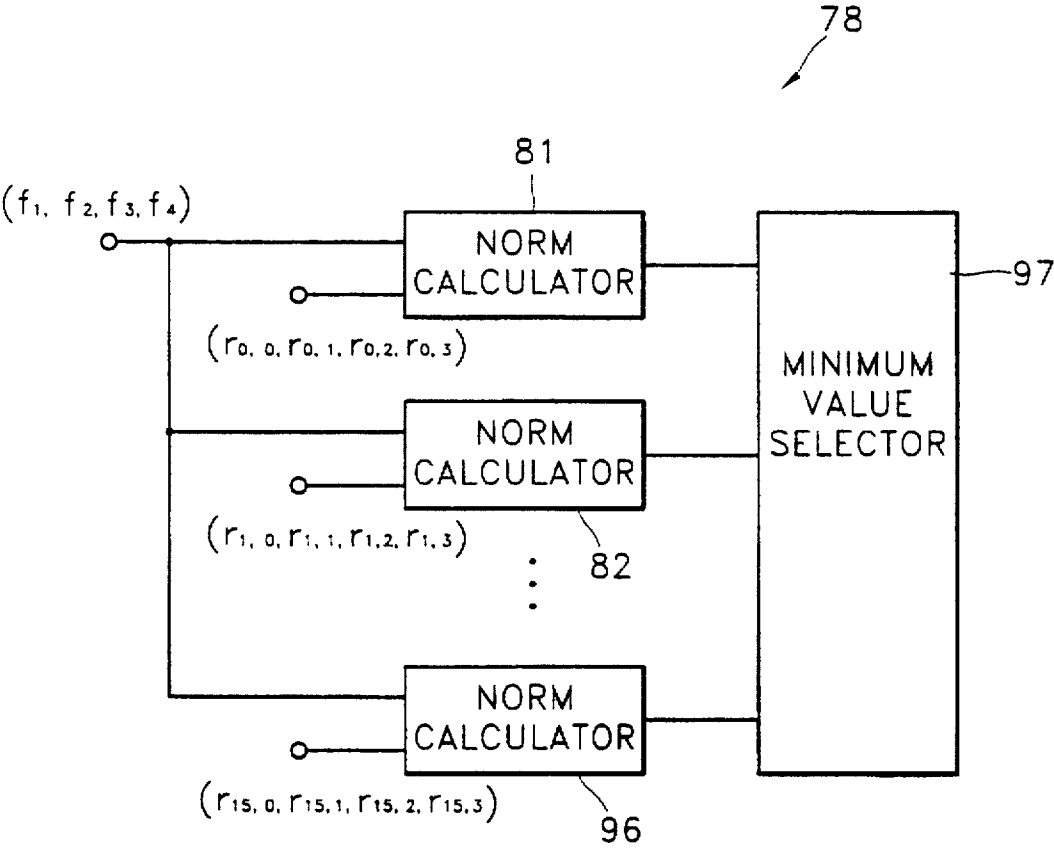 78
81
(f1, f2, f3, f4)
NORM
CALCULATOR
97
(r0, 0, r0, 1, r0,2, r0,3)
MINIMUM
VALUE
SELECTOR
NORM
CALCULATOR
(r1, 0, r1, 1, r1,2, r1,3)
82
NORM
CALCULATOR
(r15, 0, r15,1, r15, 2, r15,3)
96